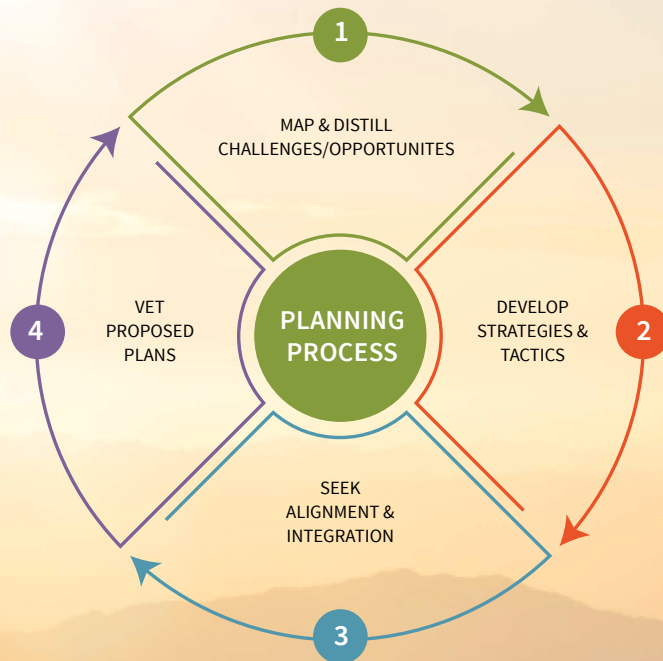 1
MAP & DISTILL
CHALLENGES/OPPORTUNITES
PLANNING
PROCESS
DEVELOP
STRATEGIES &
TACTICS
2
SEEK
ALIGNMENT &
INTEGRATION
3
VET
PROPOSED
PLANS
4